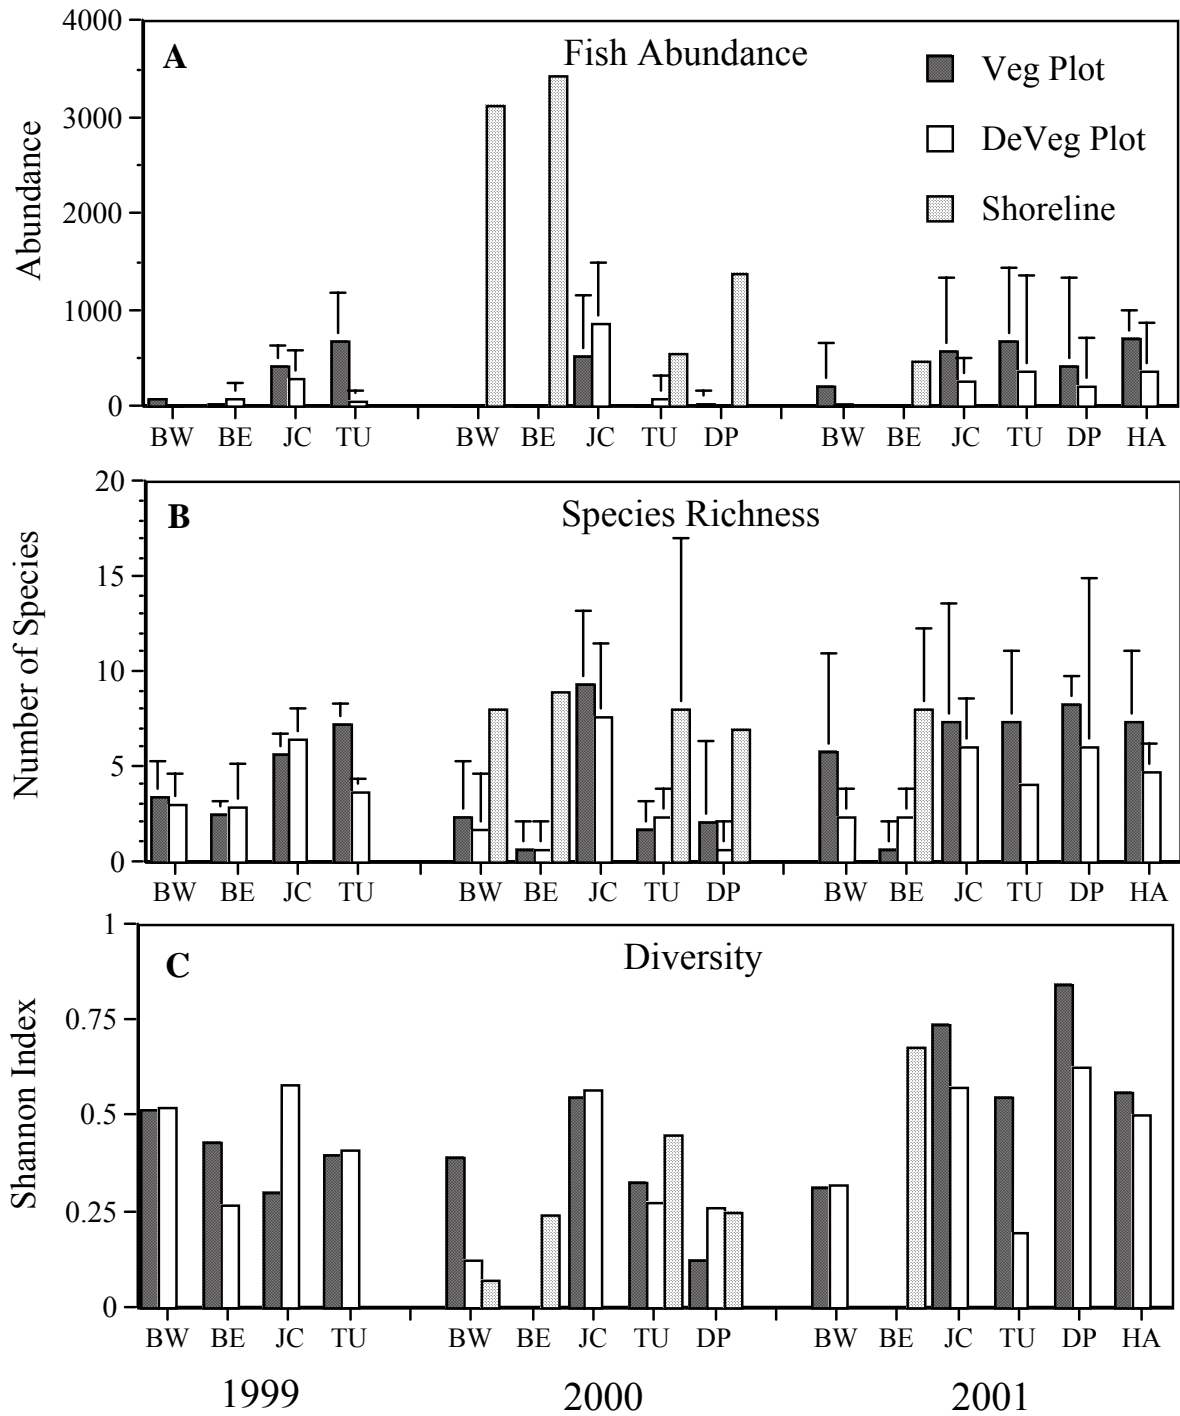 A
Fish Abundance
Veg Plot
DeVeg Plot
Shoreline
Abundance
4000
3000
2000
1000
0
BW BE JC TU BW BE JC TU DP BW BE JC TU DP HA
B
Species Richness
Number of Species
20
15
10
5
0
BW BE JC TU BW BE JC TU DP BW BE JC TU DP HA
C
Diversity
Shannon Index
1
0.75
0.5
0.25
0
BW BE JC TU BW BE JC TU DP BW BE JC TU DP HA
1999 2000 2001